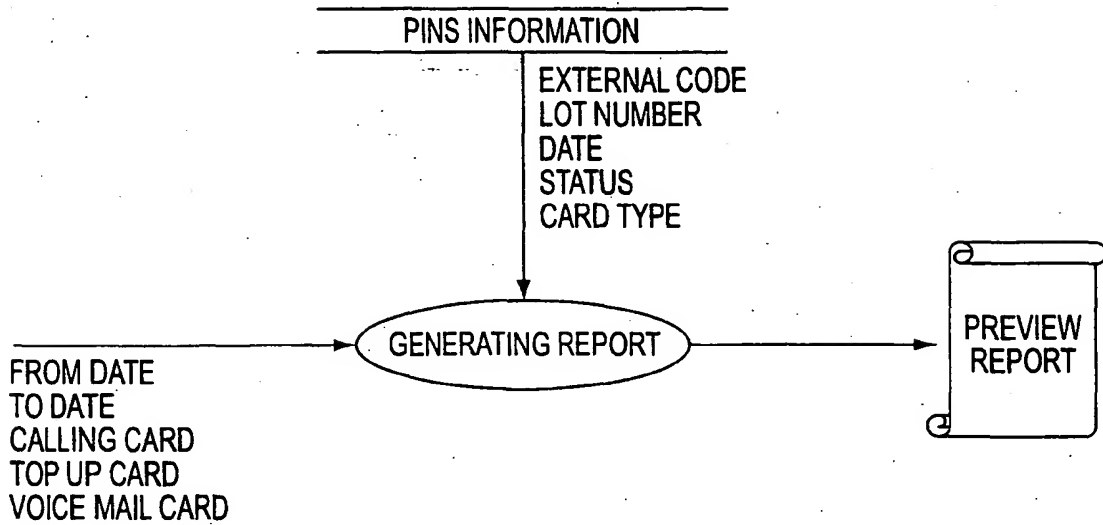 PINS INFORMATION
EXTERNAL CODE
LOT NUMBER
DATE
STATUS
CARD TYPE
GENERATING REPORT
PREVIEW
REPORT
FROM DATE
TO DATE
CALLING CARD
TOP UP CARD
VOICE MAIL CARD